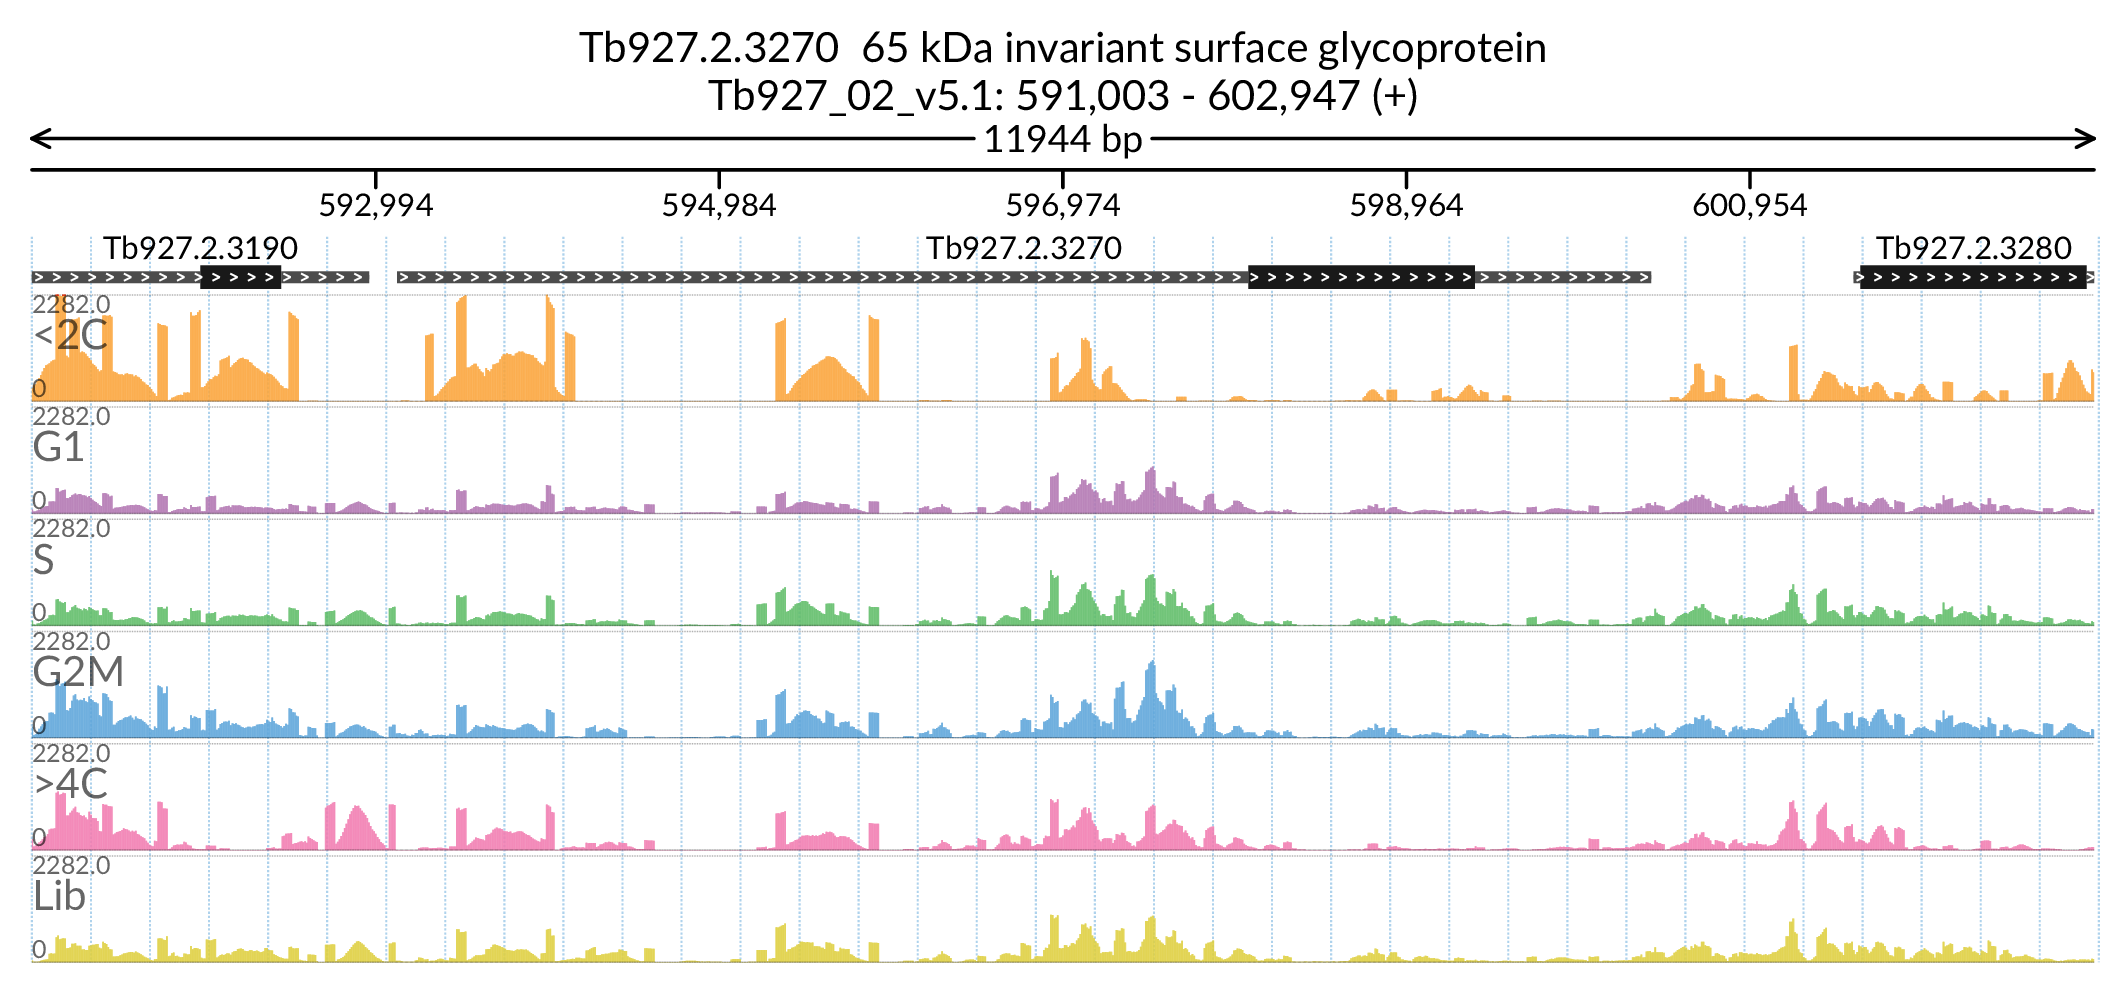 Tb927.2.3270  65 kDa invariant surface glycoprotein
Tb927_02_v5.1: 591,003 - 602,947 (+)
11944 bp
592,994 594,984 596,974 598,964 600,954
Tb927.2.3190 Tb927.2.3270 Tb927.2.3280
2282.0
<2C
0
2282.0
G1
0
2282.0
S
0
2282.0
G2M
0
2282.0
>4C
0
2282.0
Lib
0